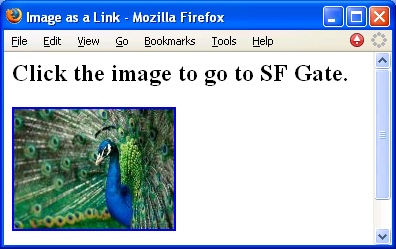 Image as a Link - Mozilla Firefox
File Edit View Go Bookmarks Tools Help
Click the image to go to SF Gate.